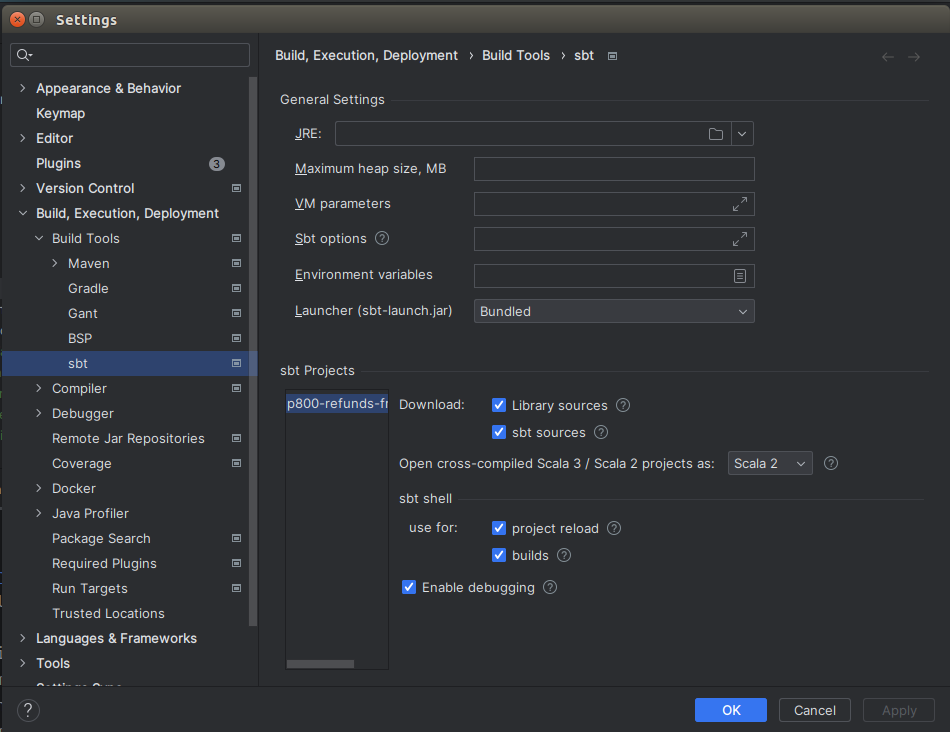 Settings
Appearance & Behavior
Keymap
Editor
Plugins 3
Version Control
Build, Execution, Deployment
Build Tools
Maven
Gradle
Gant
BSP
sbt
Compiler
Debugger
Remote Jar Repositories
Coverage
Docker
Java Profiler
Package Search
Required Plugins
Run Targets
Trusted Locations
Languages & Frameworks
Tools
Build, Execution, Deployment › Build Tools › sbt
General Settings
JRE:
Maximum heap size, MB
VM parameters
Sbt options ?
Environment variables
Launcher (sbt-launch.jar) Bundled
sbt Projects
p800-refunds-fr
Download: Library sources ?
sbt sources ?
Open cross-compiled Scala 3 / Scala 2 projects as: Scala 2 ?
sbt shell
use for: project reload ?
builds ?
Enable debugging ?
? OK Cancel Apply